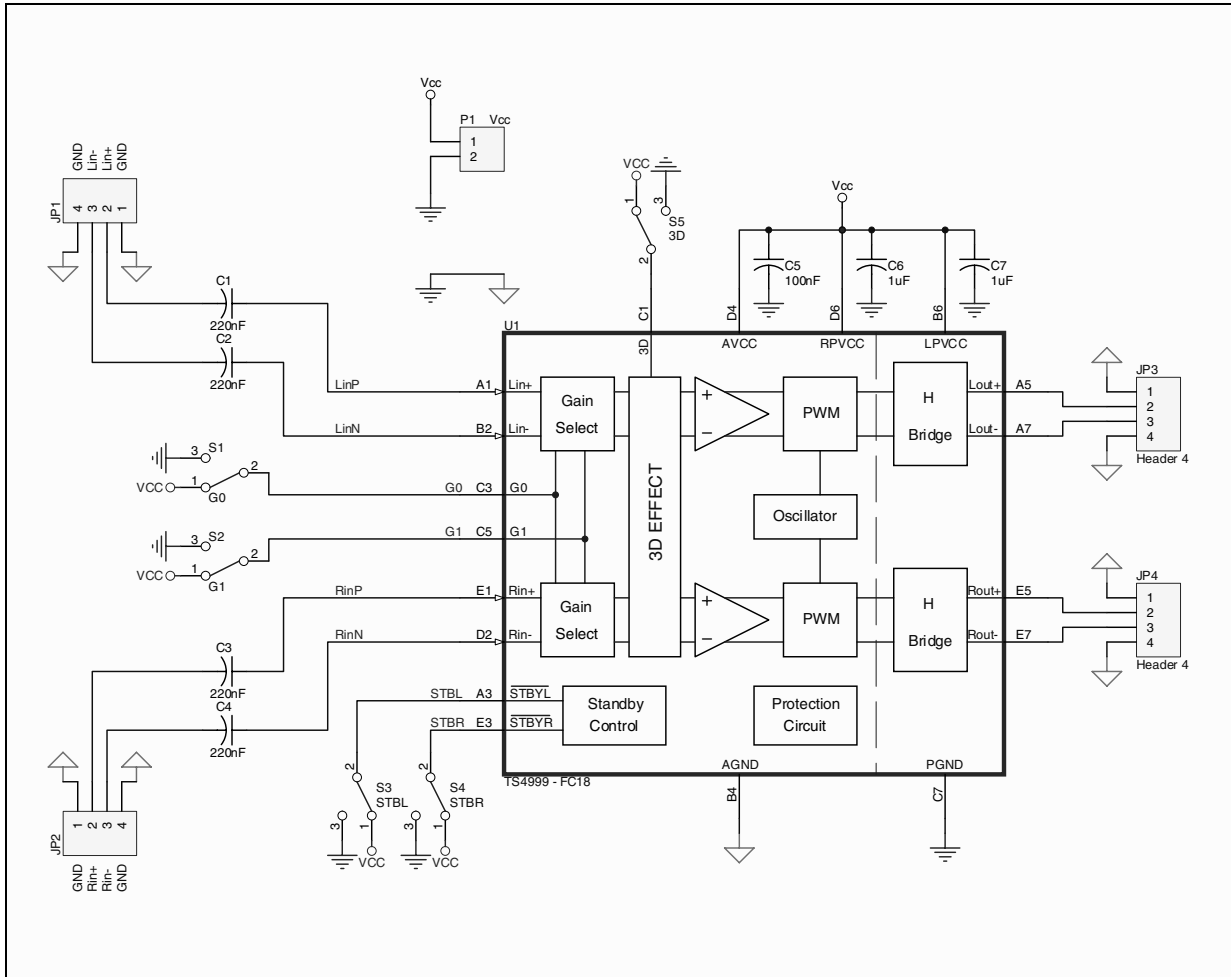 Vcc
P1 Vcc
1
2
GND
Lin-
Lin+
GND
JP1
4
3
2
1
VCC
1
3
S5
3D
2
Vcc
C5
100nF
C6
1uF
C7
1uF
C1
220nF
C2
220nF
C1
D4
D6
B6
U1
3D
AVCC
RPVCC
LPVCC
LinP
A1
Lin+
LinN
B2
Lin-
Gain
Select
3D EFFECT
+
−
PWM
H
Bridge
Lout+
A5
Lout-
A7
JP3
1
2
3
4
Header 4
3
S1
VCC
1
2
G0
G0
C3
G0
3
S2
VCC
1
2
G1
G1
C5
G1
Oscillator
RinP
E1
Rin+
RinN
D2
Rin-
Gain
Select
+
−
PWM
H
Bridge
Rout+
E5
Rout-
E7
JP4
1
2
3
4
Header 4
C3
220nF
C4
220nF
STBL
A3
STBYL
STBR
E3
STBYR
Standby
Control
Protection
Circuit
AGND
PGND
TS4999 - FC18
B4
C7
2
S3
STBL
3
1
VCC
2
S4
STBR
3
1
VCC
JP2
1
2
3
4
GND
Rin+
Rin-
GND